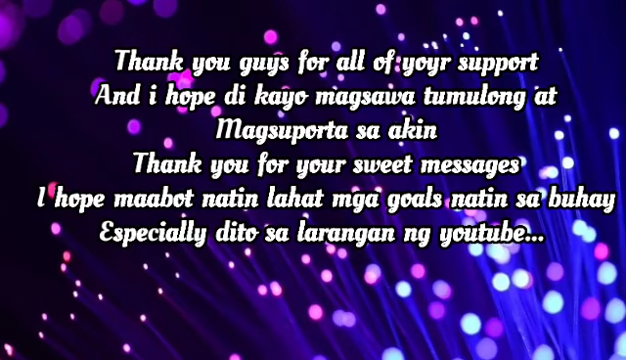 Thank you guys for all of yoyr support
And i hope di kayo magsawa tumulong at
Magsuporta sa akin
Thank you for your sweet messages
I hope maabot natin lahat mga goals natin sa buhay
Especially dito sa larangan ng youtube...